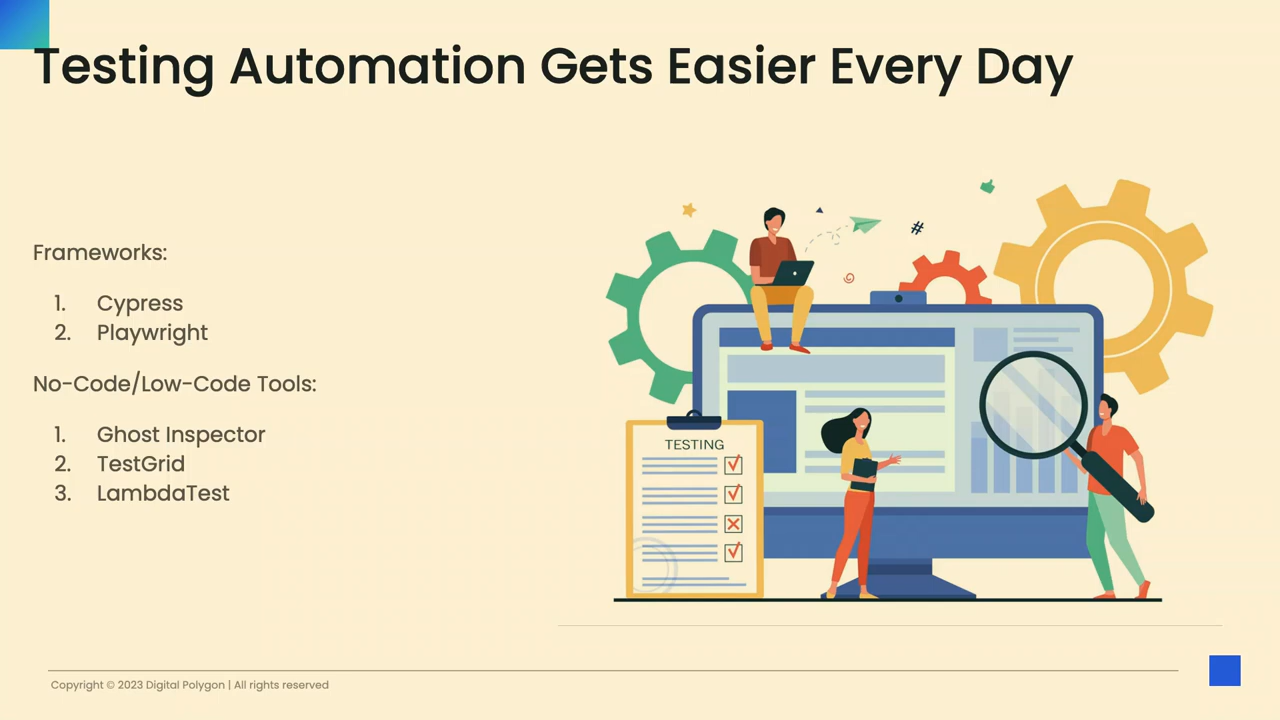 Testing Automation Gets Easier Every Day
Frameworks:
1. Cypress
2. Playwright
No-Code/Low-Code Tools:
1. Ghost Inspector
2. TestGrid
3. LambdaTest
#
TESTING
Copyright © 2023 Digital Polygon | All rights reserved